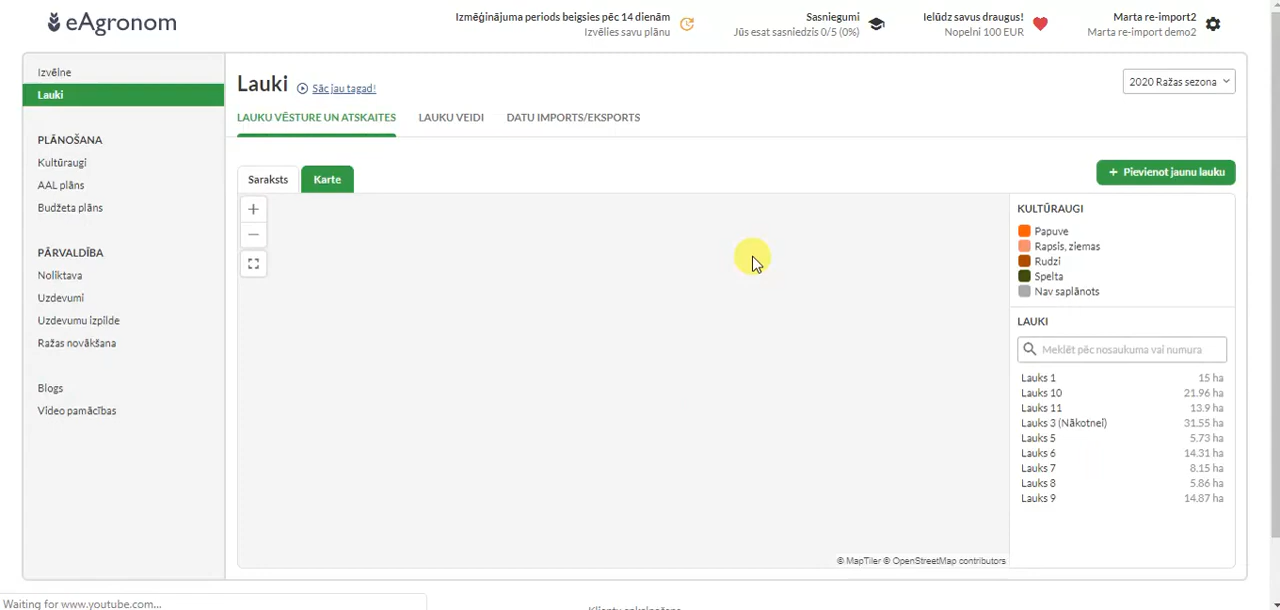 eAgronom
Izmēģinājuma periods beigsies pēc 14 dienām
Izvēlies savu plānu
Sasniegumi
Jūs esat sasniedzis 0/5 (0%)
Ielūdz savus draugus!
Nopelni 100 EUR
Marta re-import2
Marta re-import demo2
Izvēlne
Lauki
PLĀNOŠANA
Kultūraugi
AAL plāns
Budžeta plāns
PĀRVALDĪBA
Noliktava
Uzdevumi
Uzdevumu izpilde
Ražas novākšana
Blogs
Video pamācības
Lauki
Sāc jau tagad!
2020 Ražas sezona
LAUKU VĒSTURE UN ATSKAITES
LAUKU VEIDI
DATU IMPORTS/EKSPORTS
Saraksts
Karte
+ Pievienot jaunu lauku
KULTŪRAUGI
Papuve
Rapsis, ziemas
Rudzi
Spelta
Nav saplānots
LAUKI
Meklēt pēc nosaukuma vai numura
Lauks 1 15 ha
Lauks 10 21.96 ha
Lauks 11 13.9 ha
Lauks 3 (Nākotnei) 31.55 ha
Lauks 5 5.73 ha
Lauks 6 14.31 ha
Lauks 7 8.15 ha
Lauks 8 5.86 ha
Lauks 9 14.87 ha
© MapTiler © OpenStreetMap contributors
Waiting for www.youtube.com...